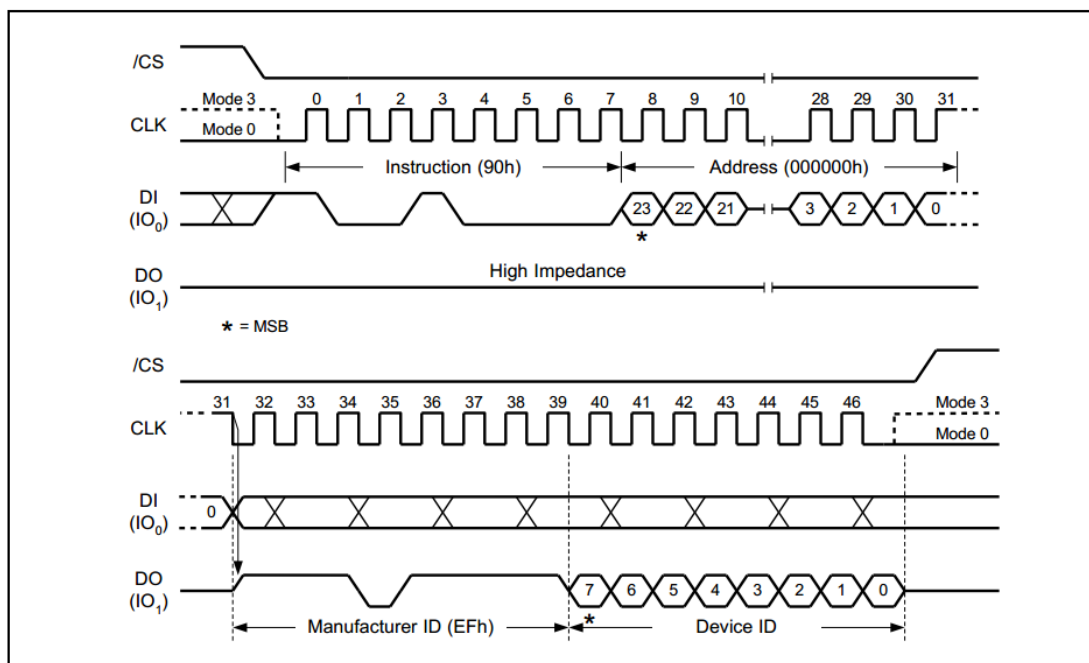 /CS
Mode 3 0 1 2 3 4 5 6 7 8 9 10 28 29 30 31
CLK
Mode 0
Instruction (90h) Address (000000h)
DI
(IO0) 23 22 21 3 2 1 0
*
High Impedance
DO
(IO1)
* = MSB
/CS
31 32 33 34 35 36 37 38 39 40 41 42 43 44 45 46 Mode 3
CLK
Mode 0
DI
(IO0) 0
DO
(IO1) 7 6 5 4 3 2 1 0
*
Manufacturer ID (EFh) Device ID